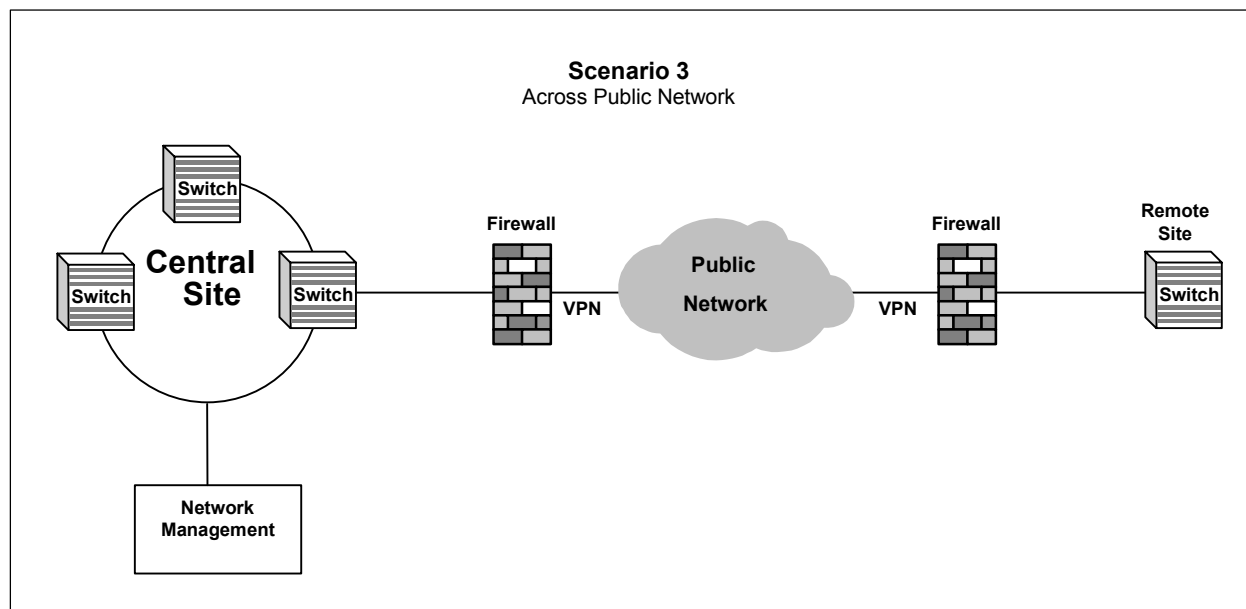 Scenario 3
Across Public Network
Switch
Central
Site
Switch
Switch
Firewall
VPN
Public
Network
VPN
Firewall
Remote
Site
Switch
Network
Management